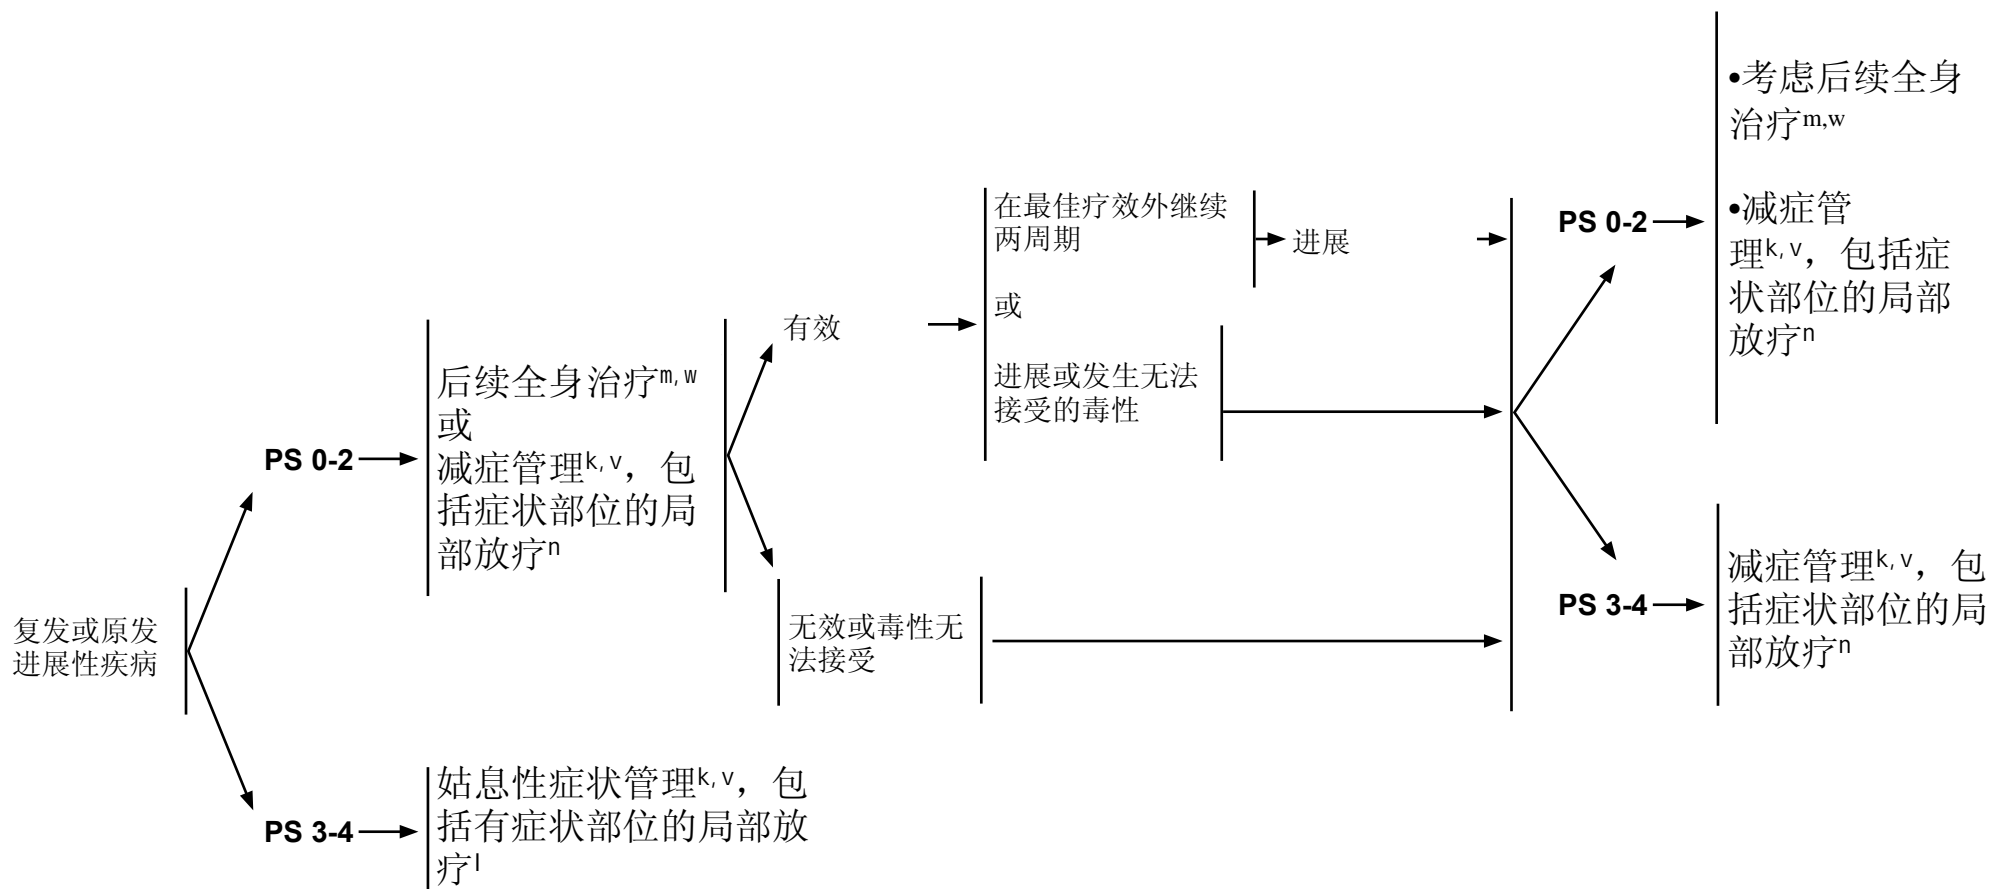 复发或原发
进展性疾病
PS 0-2
后续全身治疗m, w
或
减症管理k, v，包
括症状部位的局
部放疗n
PS 3-4
姑息性症状管理k, v，包
括有症状部位的局部放
疗l
有效
无效或毒性无
法接受
在最佳疗效外继续
两周期
或
进展或发生无法
接受的毒性
进展
PS 0-2
•考虑后续全身
治疗m,w
•减症管
理k, v，包括症
状部位的局部
放疗n
PS 3-4
减症管理k, v，包
括症状部位的局
部放疗n